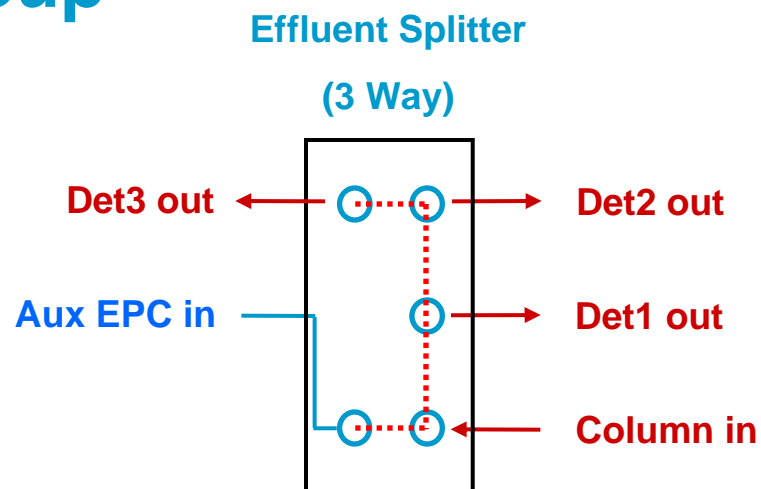 Effluent Splitter
(3 Way)
Det3 out
Det2 out
Aux EPC in
Det1 out
Column in